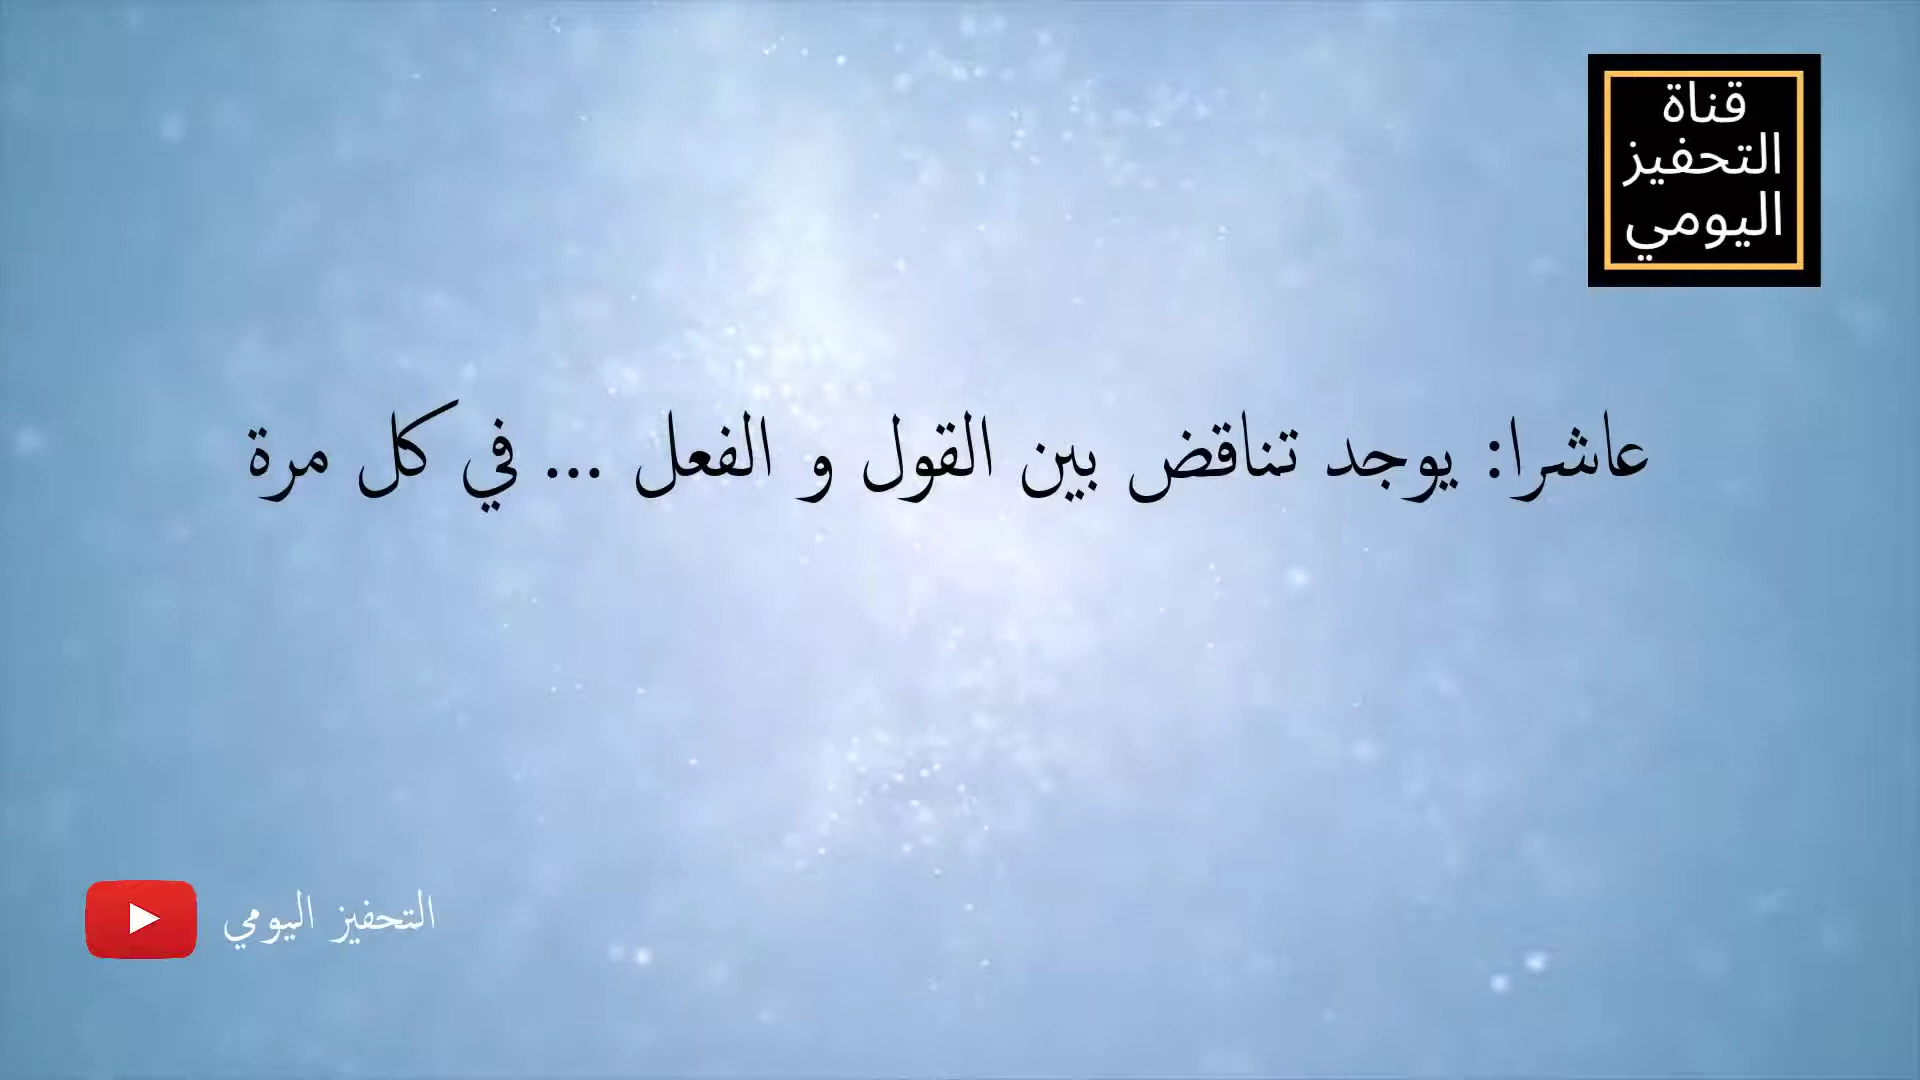 قناة
التحفيز
اليومي
عاشرا: يوجد تناقض بين القول و الفعل ... في كل مرة
التحفيز اليومي